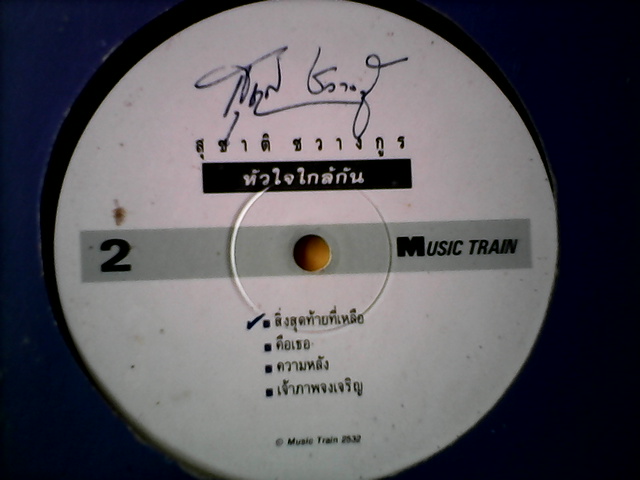 สุชาติ ชวางกูร
หัวใจใกล้กัน
2 MUSIC TRAIN
สิ่งสุดท้ายที่เหลือ
คือเธอ
ความหลัง
เจ้าภาพจงเจริญ
© Music Train 2532